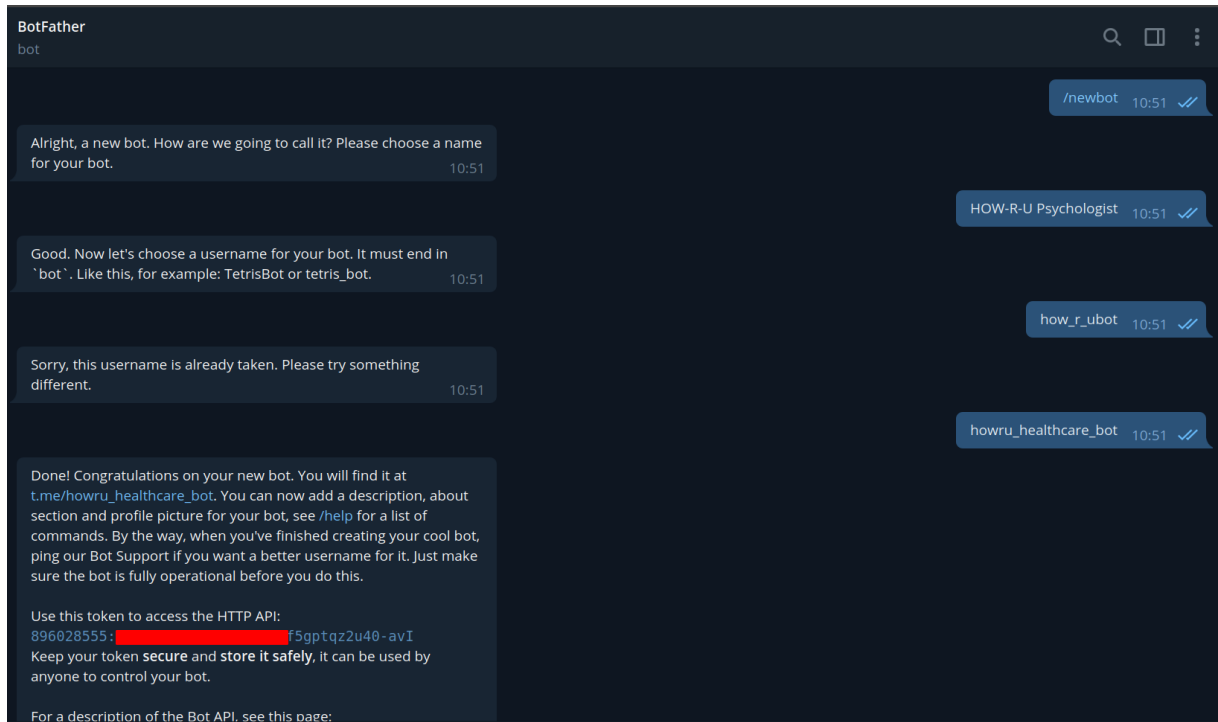 BotFather
bot
/newbot 10:51
Alright, a new bot. How are we going to call it? Please choose a name
for your bot.
10:51
HOW-R-U Psychologist 10:51
Good. Now let's choose a username for your bot. It must end in
`bot`. Like this, for example: TetrisBot or tetris_bot.
10:51
how_r_ubot 10:51
Sorry, this username is already taken. Please try something
different.
10:51
howru_healthcare_bot 10:51
Done! Congratulations on your new bot. You will find it at
t.me/howru_healthcare_bot. You can now add a description, about
section and profile picture for your bot, see /help for a list of
commands. By the way, when you've finished creating your cool bot,
ping our Bot Support if you want a better username for it. Just make
sure the bot is fully operational before you do this.
Use this token to access the HTTP API:
896028555: f5gptqz2u40-avI
Keep your token secure and store it safely, it can be used by
anyone to control your bot.
For a description of the Bot API, see this page: